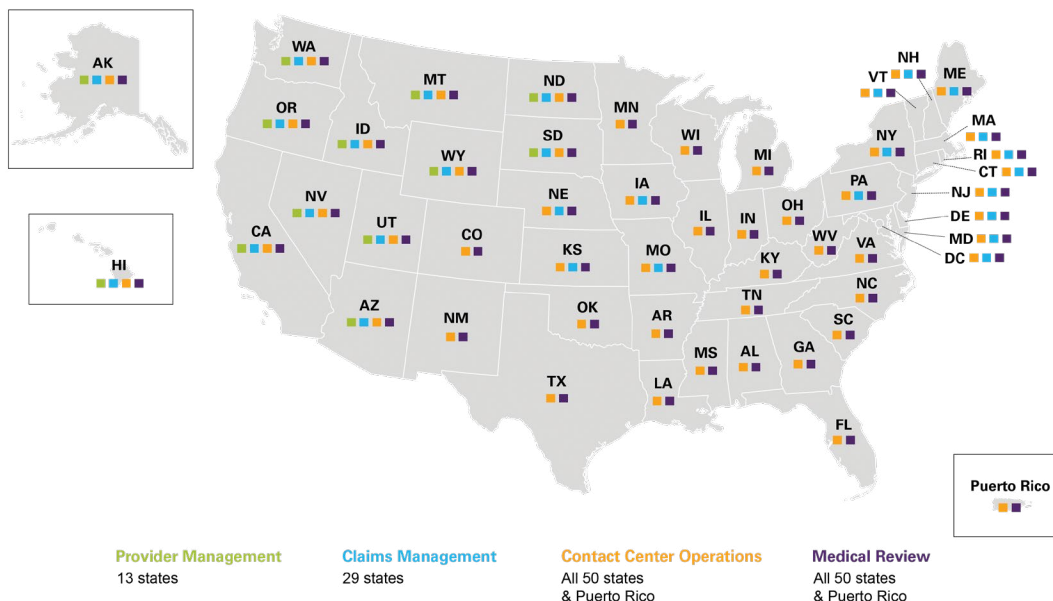 AK
WA
MT
ND
MN
OR
ID
SD
WI
MI
WY
NE
IA
NV
UT
CO
CA
KS
MO
IL
IN
OH
KY
WV
VA
AZ
NM
OK
AR
TN
NC
SC
MS
AL
GA
TX
LA
FL
NH
VT
ME
NY
MA
RI
CT
PA
NJ
DE
MD
DC
HI
Puerto Rico
Provider Management
13 states
Claims Management
29 states
Contact Center Operations
All 50 states
& Puerto Rico
Medical Review
All 50 states
& Puerto Rico